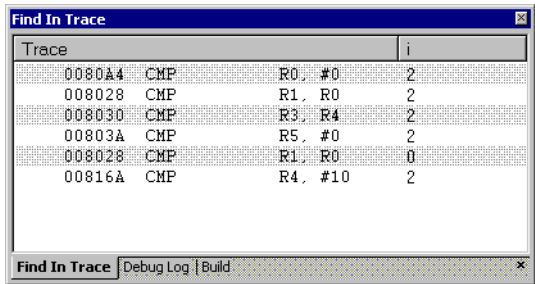 Find In Trace
Trace i
0080A4 CMP R0, #0 2
008028 CMP R1, R0 2
008030 CMP R3, R4 2
00803A CMP R5, #0 2
008028 CMP R1, R0 0
00816A CMP R4, #10 2
Find In Trace Debug Log Build